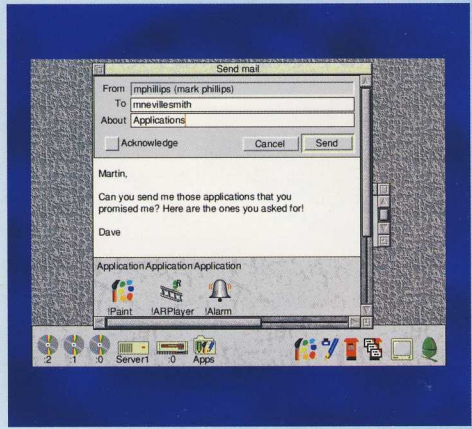 Send mail
From mphillips (mark phillips)
To mnevillesmith
About Applications
Acknowledge Cancel Send
Martin,
Can you send me those applications that you
promised me? Here are the ones you asked for!
Dave
Application Application Application
!Paint !ARPlayer !Alarm
:2 :1 :0 Server1 :0 Apps